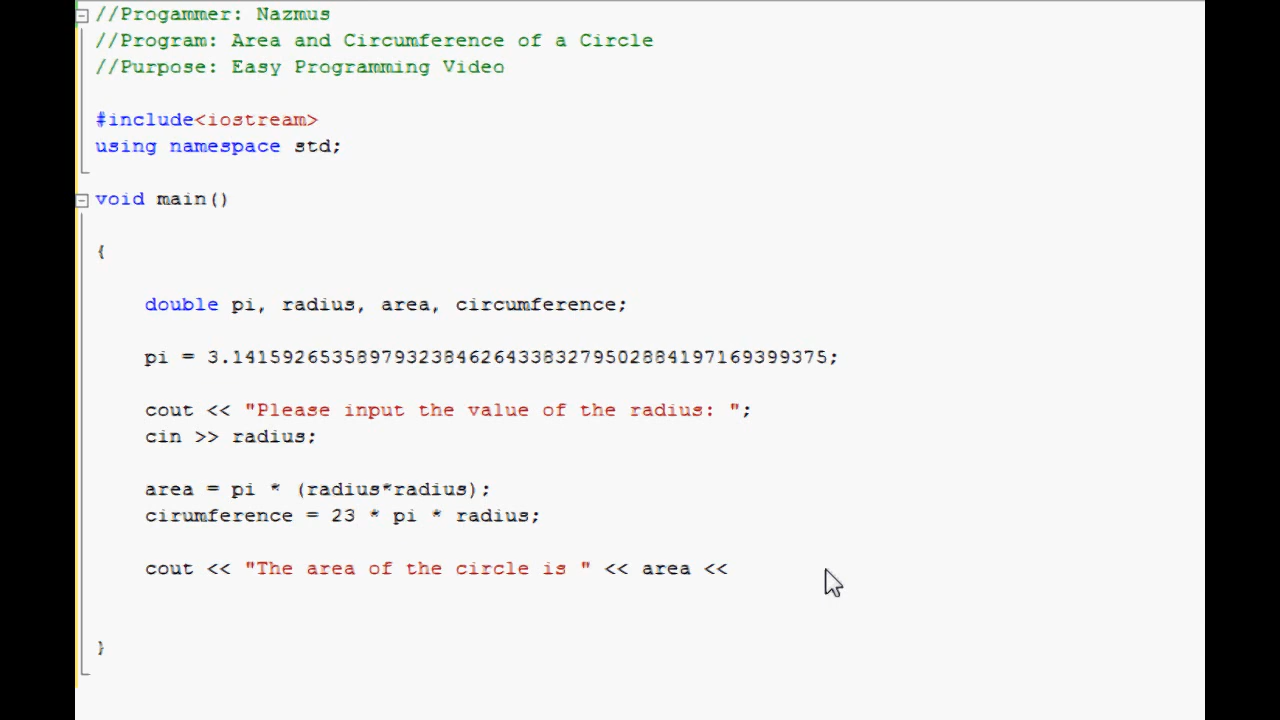 //Progammer: Nazmus
//Program: Area and Circumference of a Circle
//Purpose: Easy Programming Video
#include<iostream>
using namespace std;
void main()
{
double pi, radius, area, circumference;
pi = 3.141592653589793238462643383279502884197169399375;
cout << "Please input the value of the radius: ";
cin >> radius;
area = pi * (radius*radius);
cirumference = 23 * pi * radius;
cout << "The area of the circle is " << area <<
}